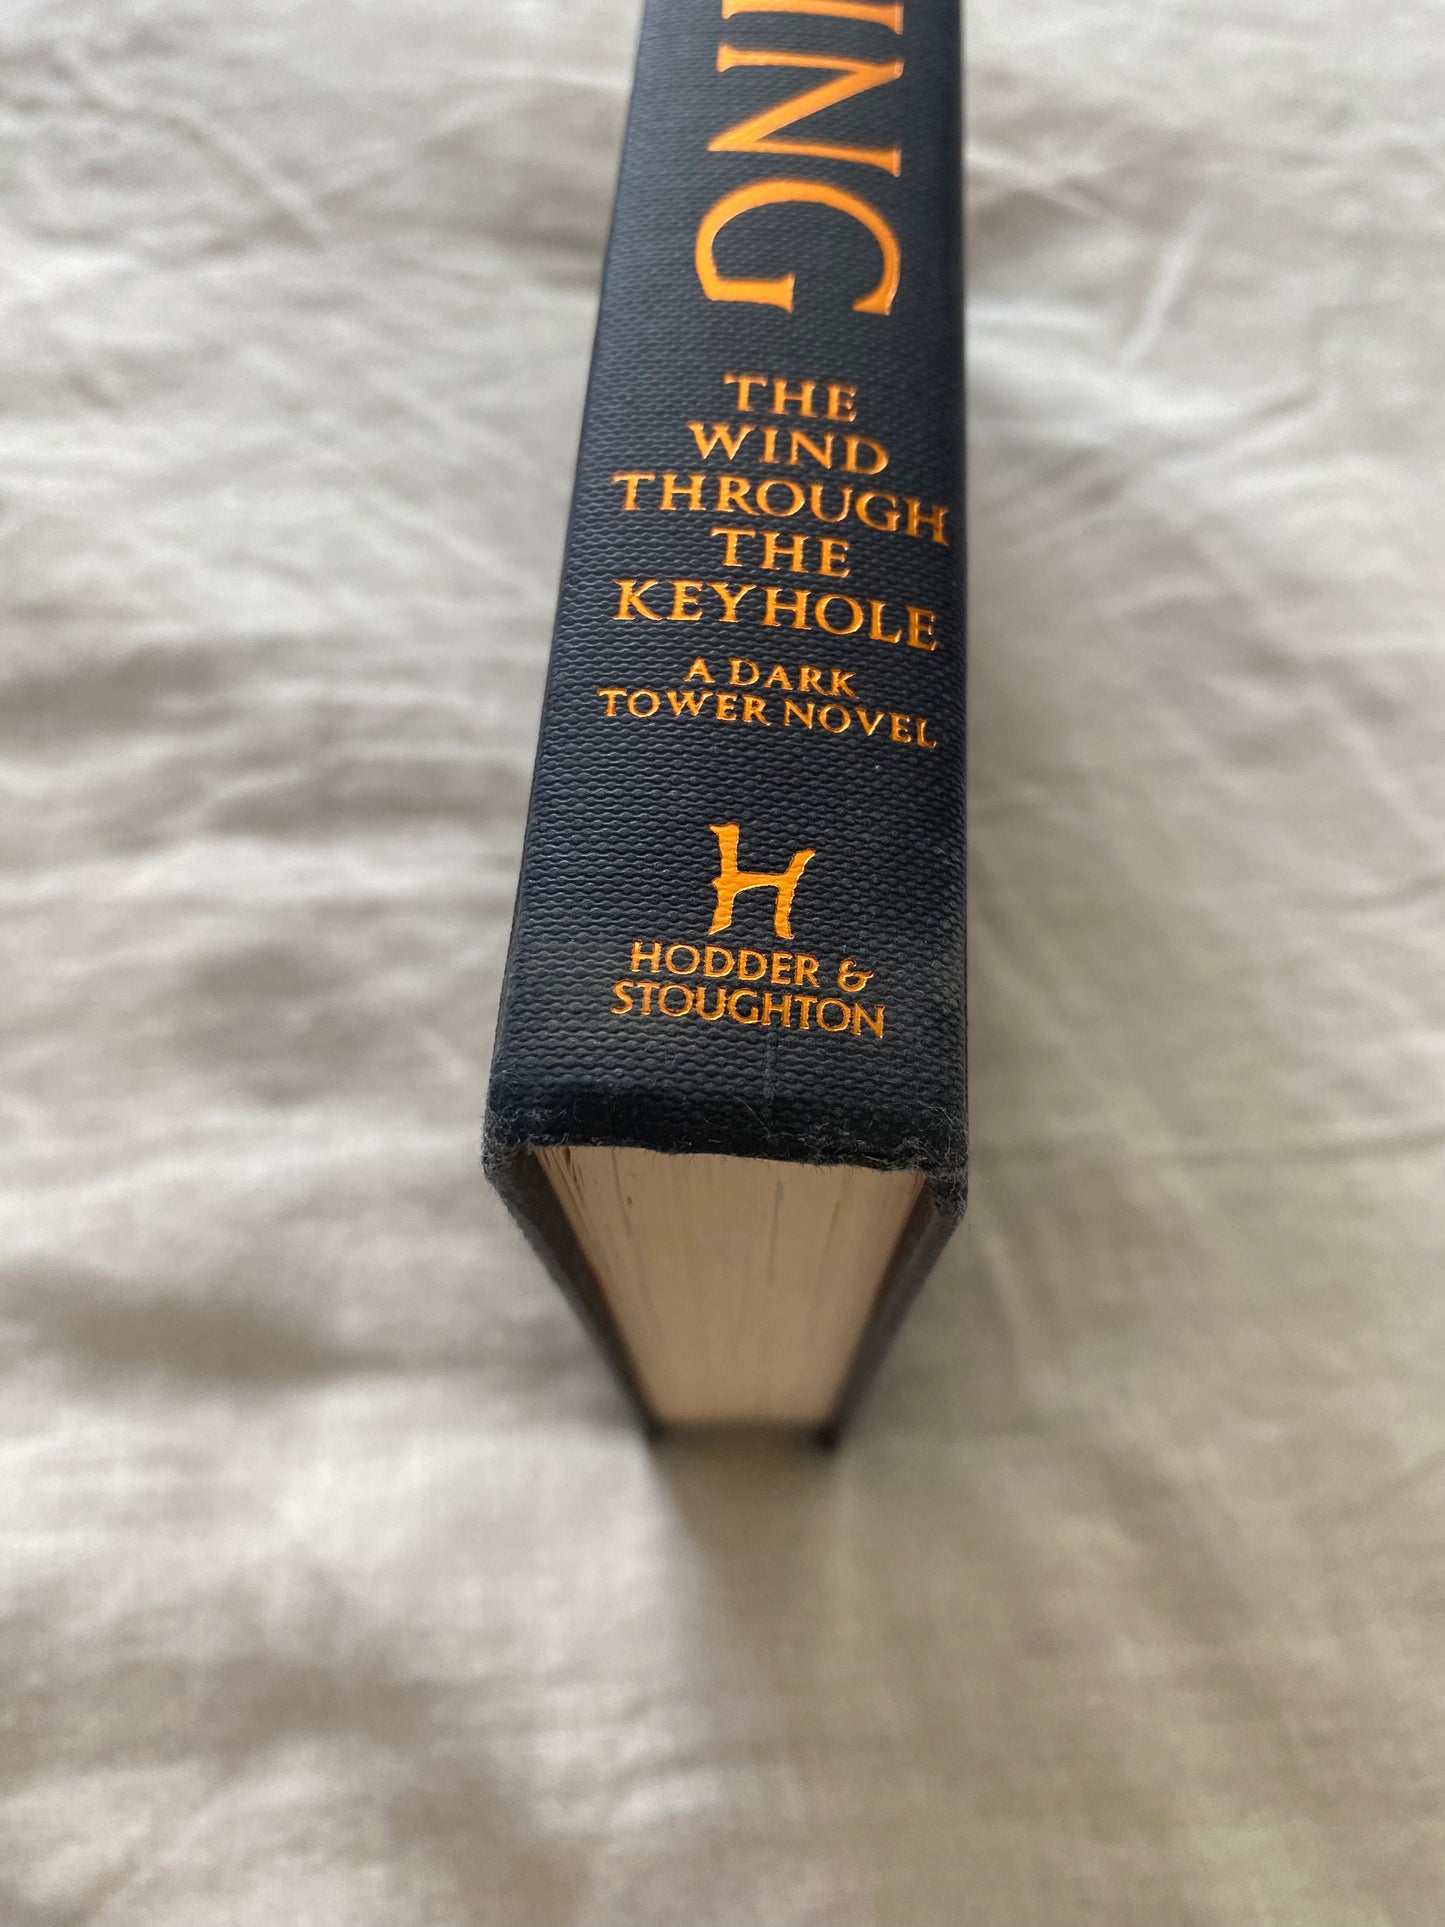 ING
THE
WIND
THROUGH
THE
KEYHOLE
A DARK
TOWER NOVEL
H
HODDER &
STOUGHTON